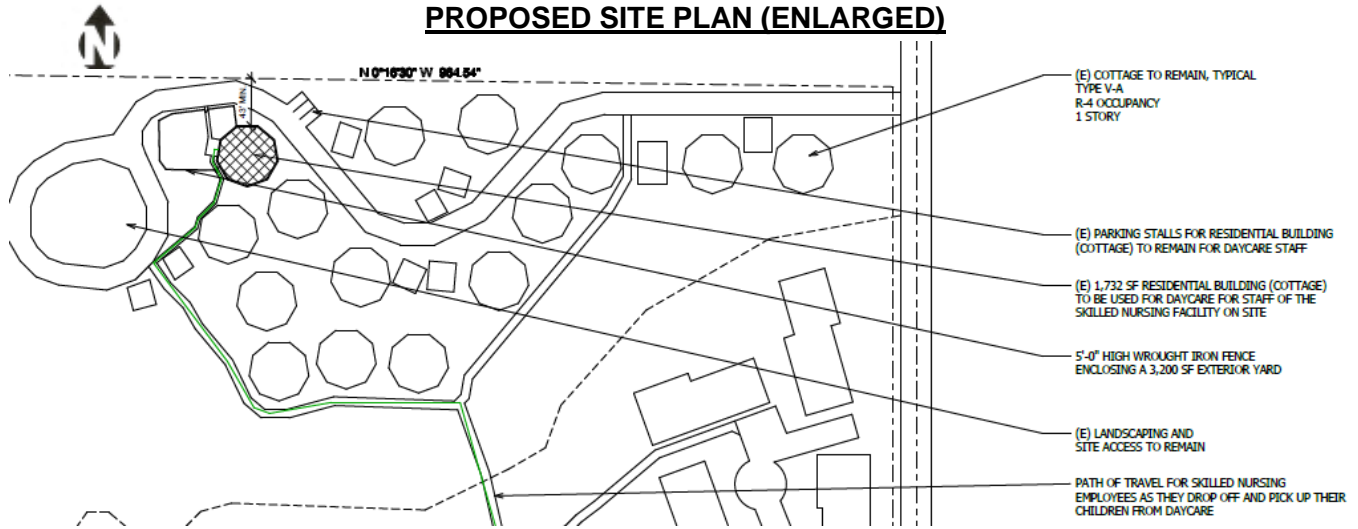 PROPOSED SITE PLAN (ENLARGED)
N
N 0°16'30" W 964.54'
43' MIN.
(E) COTTAGE TO REMAIN, TYPICAL
TYPE V-A
R-4 OCCUPANCY
1 STORY
(E) PARKING STALLS FOR RESIDENTIAL BUILDING
(COTTAGE) TO REMAIN FOR DAYCARE STAFF
(E) 1,732 SF RESIDENTIAL BUILDING (COTTAGE)
TO BE USED FOR DAYCARE FOR STAFF OF THE
SKILLED NURSING FACILITY ON SITE
5'-0" HIGH WROUGHT IRON FENCE
ENCLOSING A 3,200 SF EXTERIOR YARD
(E) LANDSCAPING AND
SITE ACCESS TO REMAIN
PATH OF TRAVEL FOR SKILLED NURSING
EMPLOYEES AS THEY DROP OFF AND PICK UP THEIR
CHILDREN FROM DAYCARE